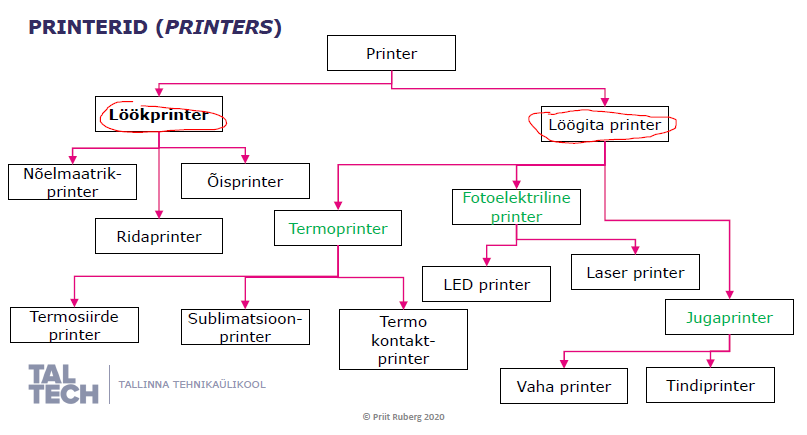 PRINTERID (PRINTERS)
Printer
Löökprinter
Löögita printer
Nõelmaatrik-
printer
Õisprinter
Ridaprinter
Termoprinter
Fotoelektriline
printer
LED printer
Laser printer
Termosiirde
printer
Sublimatsioon-
printer
Termo
kontakt-
printer
Jugaprinter
Vaha printer
Tindiprinter
TAL
TECH
TALLINNA TEHNIKAÜLIKOOL
© Priit Ruberg 2020